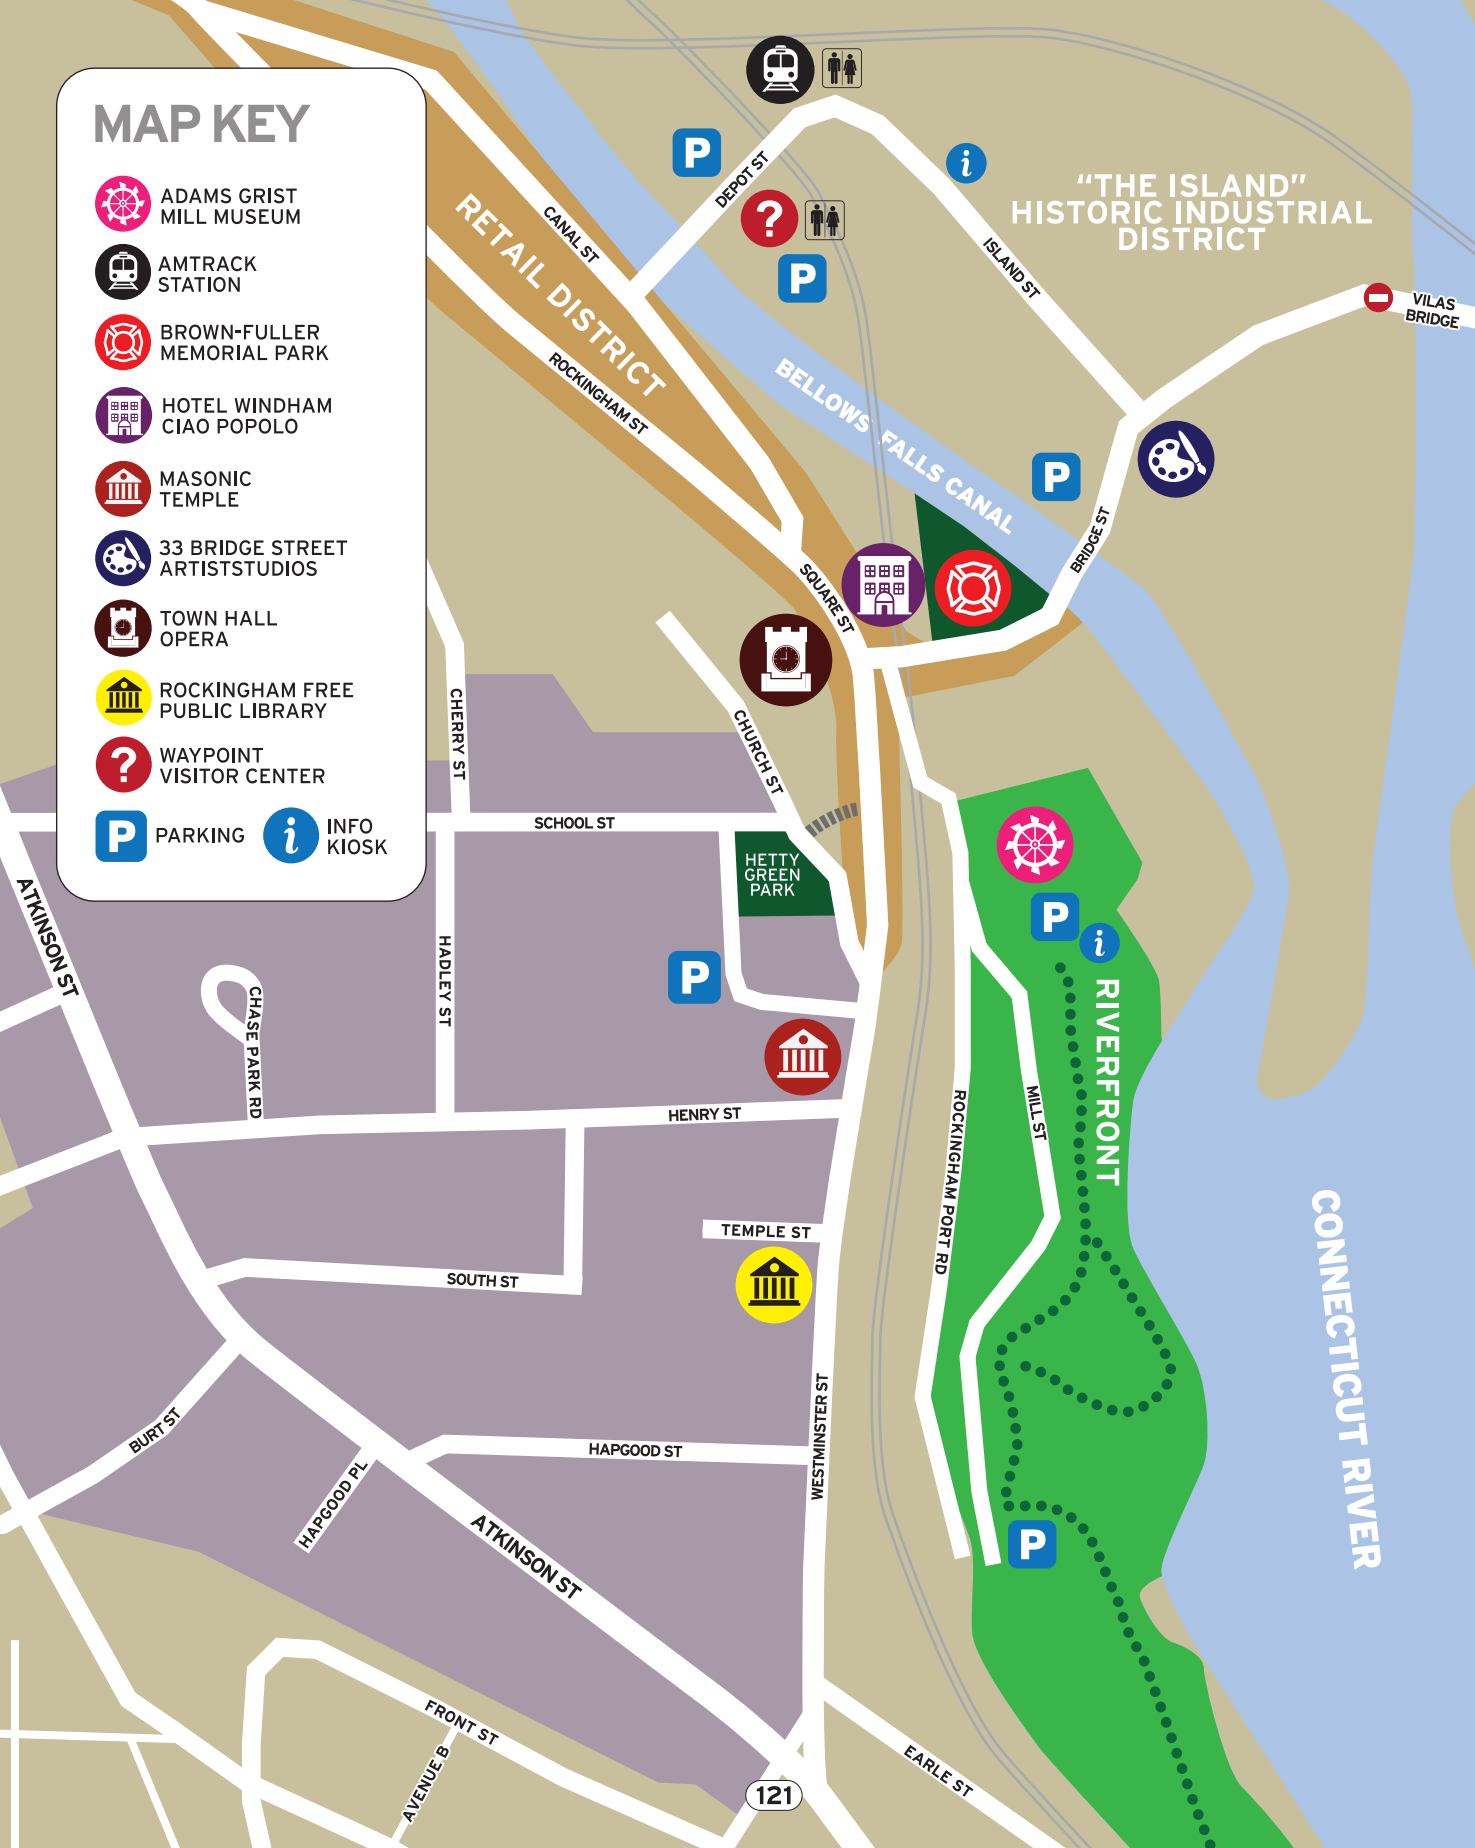 MAP KEY
ADAMS GRIST
MILL MUSEUM
AMTRACK
STATION
BROWN-FULLER
MEMORIAL PARK
HOTEL WINDHAM
CIAO POPOLO
MASONIC
TEMPLE
33 BRIDGE STREET
ARTISTSTUDIOS
TOWN HALL
OPERA
ROCKINGHAM FREE
PUBLIC LIBRARY
?
WAYPOINT
VISITOR CENTER
P
PARKING
i
INFO
KIOSK
P
DEPOT ST
?
P
i
"THE ISLAND"
HISTORIC INDUSTRIAL
DISTRICT
ISLAND ST
VILAS
BRIDGE
CANAL ST
RETAIL DISTRICT
ROCKINGHAM ST
BELLOWS FALLS CANAL
P
BRIDGE ST
SQUARE ST
CHERRY ST
CHURCH ST
SCHOOL ST
HETTY
GREEN
PARK
P
i
RIVERFRONT
ATKINSON ST
HADLEY ST
CHASE PARK RD
P
HENRY ST
ROCKINGHAM PORT RD
MILL ST
TEMPLE ST
SOUTH ST
CONNECTICUT RIVER
WESTMINSTER ST
BURT ST
HAPGOOD ST
HAPGOOD PL
ATKINSON ST
P
FRONT ST
AVENUE B
EARLE ST
121